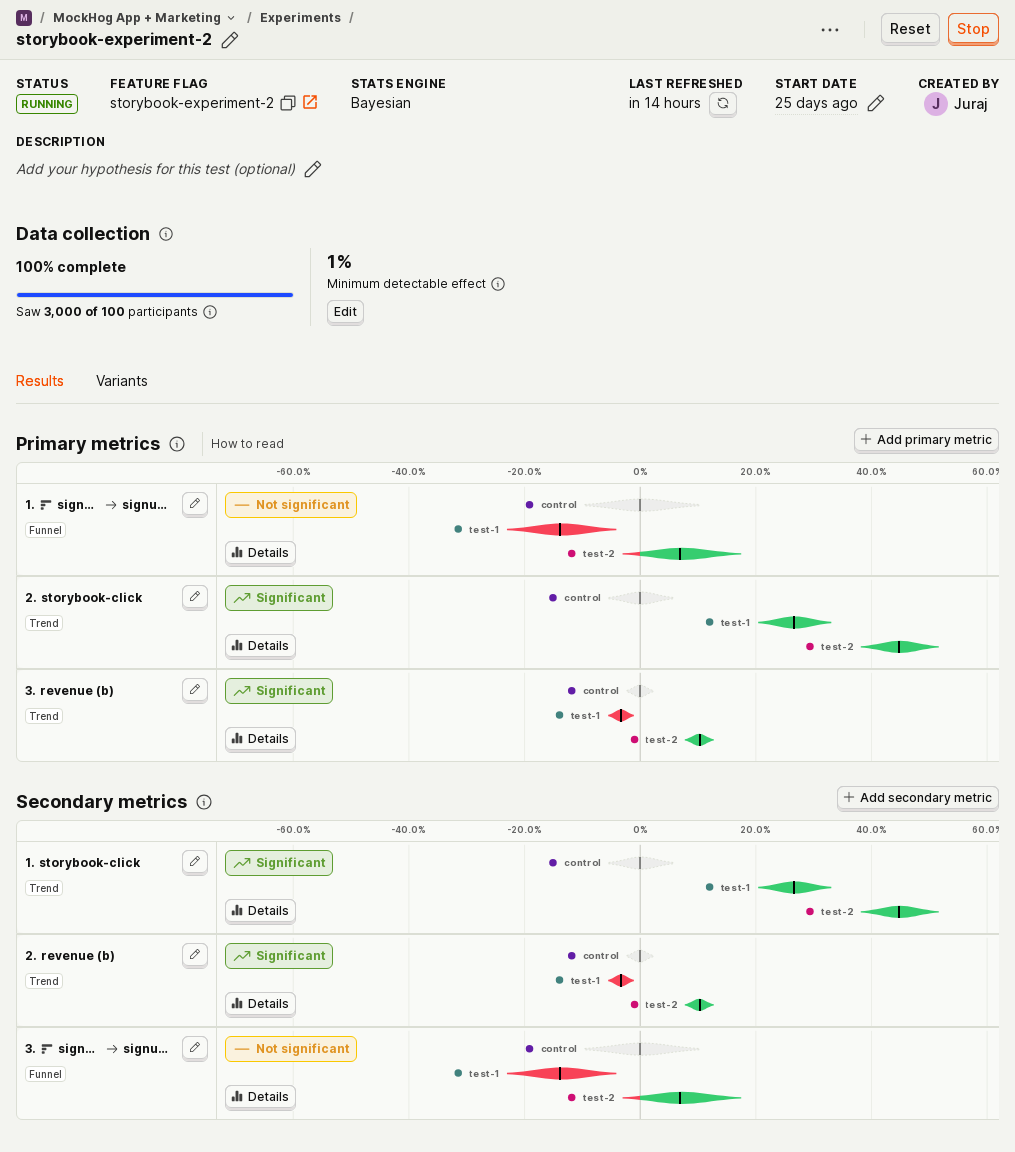 M / MockHog App + Marketing / Experiments /
storybook-experiment-2
Reset
Stop
STATUS
RUNNING
FEATURE FLAG
storybook-experiment-2
STATS ENGINE
Bayesian
LAST REFRESHED
in 14 hours
START DATE
25 days ago
CREATED BY
J Juraj
DESCRIPTION
Add your hypothesis for this test (optional)
Data collection
100% complete
Saw 3,000 of 100 participants
1%
Minimum detectable effect
Edit
Results
Variants
Primary metrics
How to read
Add primary metric
-60.0% -40.0% -20.0% 0% 20.0% 40.0% 60.0%
1. sign... → signu...
Funnel
Not significant
Details
control
test-1
test-2
2. storybook-click
Trend
Significant
Details
control
test-1
test-2
3. revenue (b)
Trend
Significant
Details
control
test-1
test-2
Secondary metrics
Add secondary metric
-60.0% -40.0% -20.0% 0% 20.0% 40.0% 60.0%
1. storybook-click
Trend
Significant
Details
control
test-1
test-2
2. revenue (b)
Trend
Significant
Details
control
test-1
test-2
3. sign... → signu...
Funnel
Not significant
Details
control
test-1
test-2